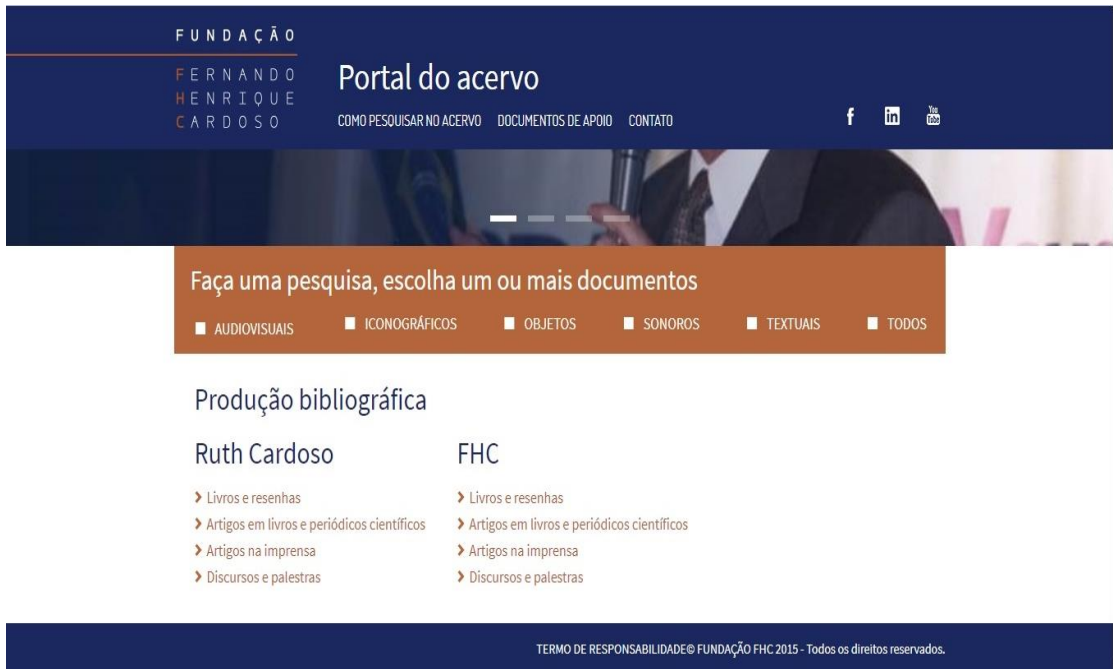 FUNDAÇÃO
FERNANDO
HENRIQUE
CARDOSO
Portal do acervo
COMO PESQUISAR NO ACERVO DOCUMENTOS DE APOIO CONTATO
f in You Tube
Faça uma pesquisa, escolha um ou mais documentos
AUDIOVISUAIS ICONOGRÁFICOS OBJETOS SONOROS TEXTUAIS TODOS
Produção bibliográfica
Ruth Cardoso
Livros e resenhas
Artigos em livros e periódicos científicos
Artigos na imprensa
Discursos e palestras
FHC
Livros e resenhas
Artigos em livros e periódicos científicos
Artigos na imprensa
Discursos e palestras
TERMO DE RESPONSABILIDADE© FUNDAÇÃO FHC 2015 - Todos os direitos reservados.